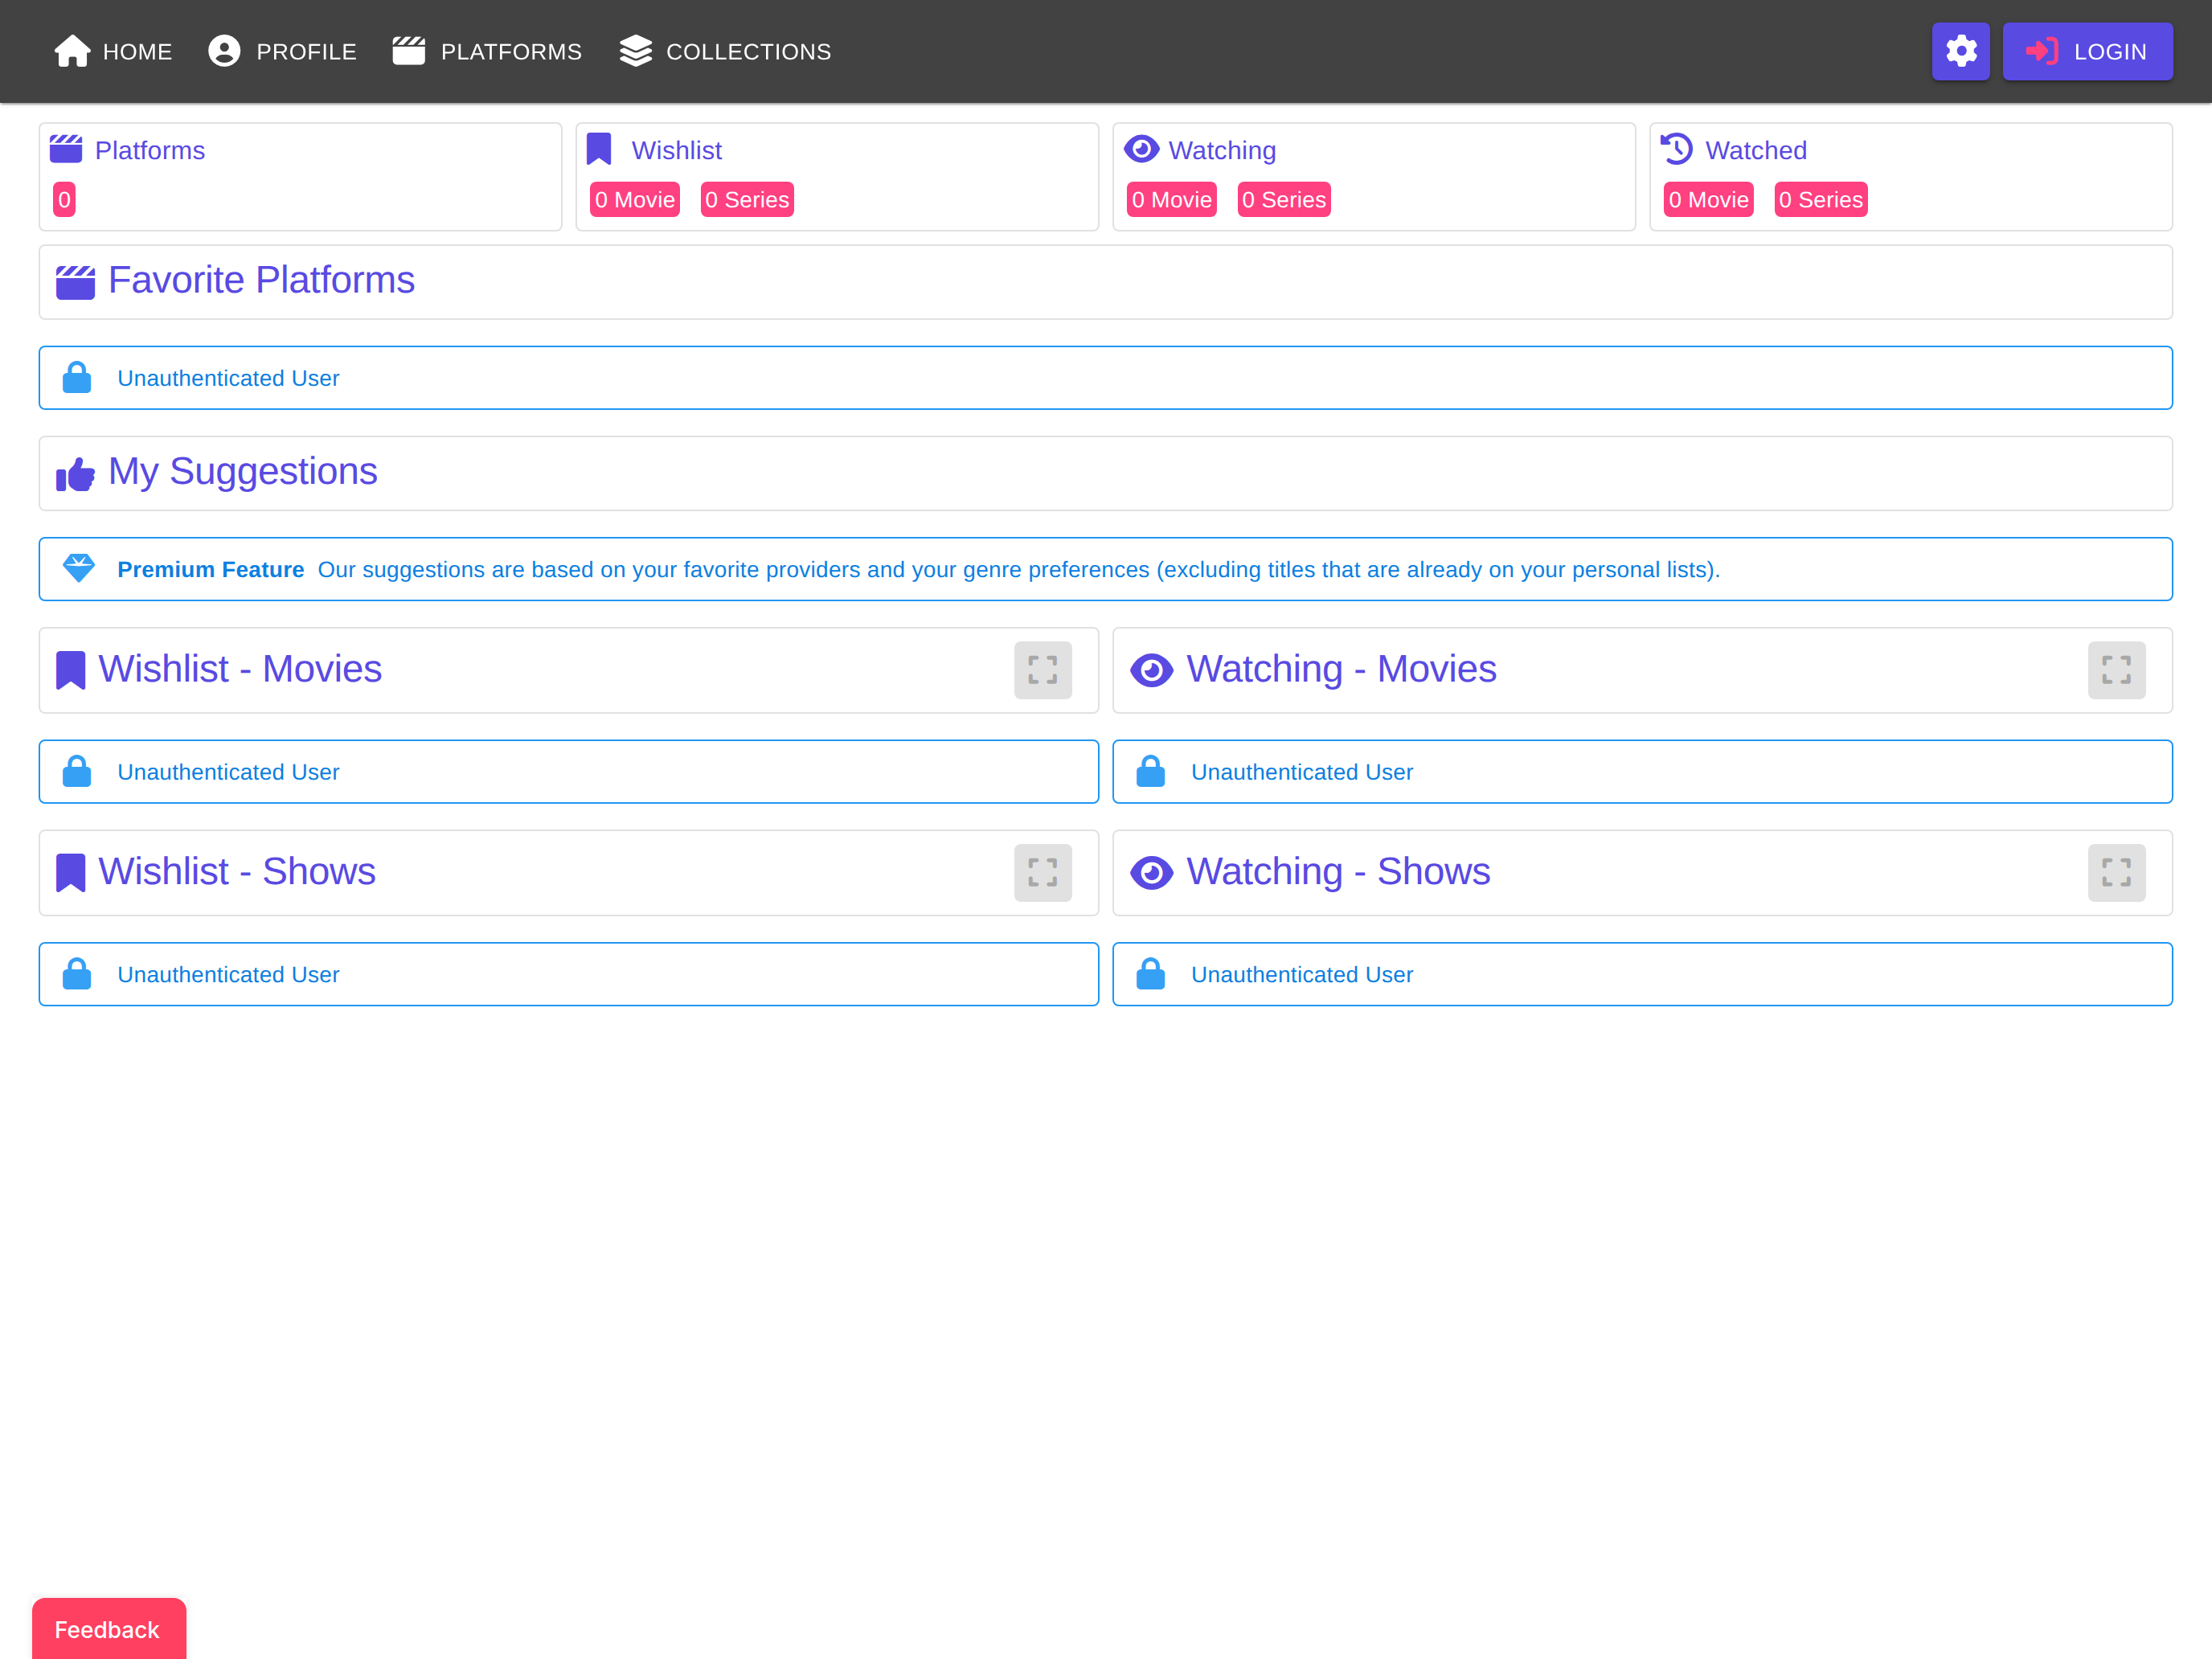 HOME PROFILE PLATFORMS COLLECTIONS LOGIN
Platforms Wishlist Watching Watched
0 0 Movie 0 Series 0 Movie 0 Series 0 Movie 0 Series
Favorite Platforms
Unauthenticated User
My Suggestions
Premium Feature Our suggestions are based on your favorite providers and your genre preferences (excluding titles that are already on your personal lists).
Wishlist - Movies Watching - Movies
Unauthenticated User Unauthenticated User
Wishlist - Shows Watching - Shows
Unauthenticated User Unauthenticated User
Feedback